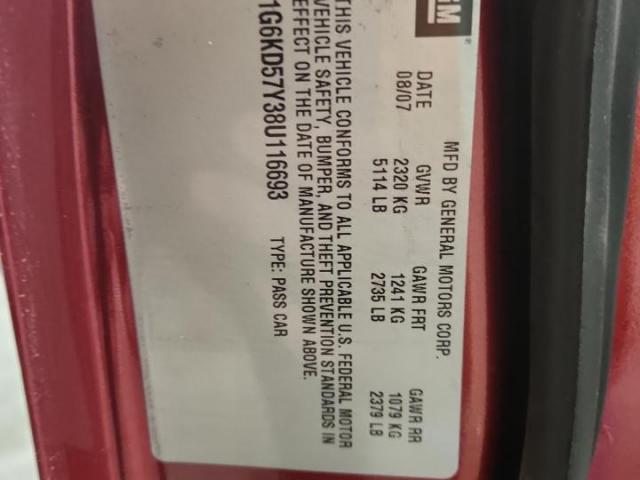 GM
MFD BY GENERAL MOTORS CORP.
DATE GVWR GAWR FRT GAWR RR
08/07 2320 KG 1241 KG 1079 KG
5114 LB 2735 LB 2379 LB
THIS VEHICLE CONFORMS TO ALL APPLICABLE U.S. FEDERAL MOTOR
VEHICLE SAFETY, BUMPER, AND THEFT PREVENTION STANDARDS IN
EFFECT ON THE DATE OF MANUFACTURE SHOWN ABOVE.
1G6KD57Y38U116693 TYPE: PASS CAR